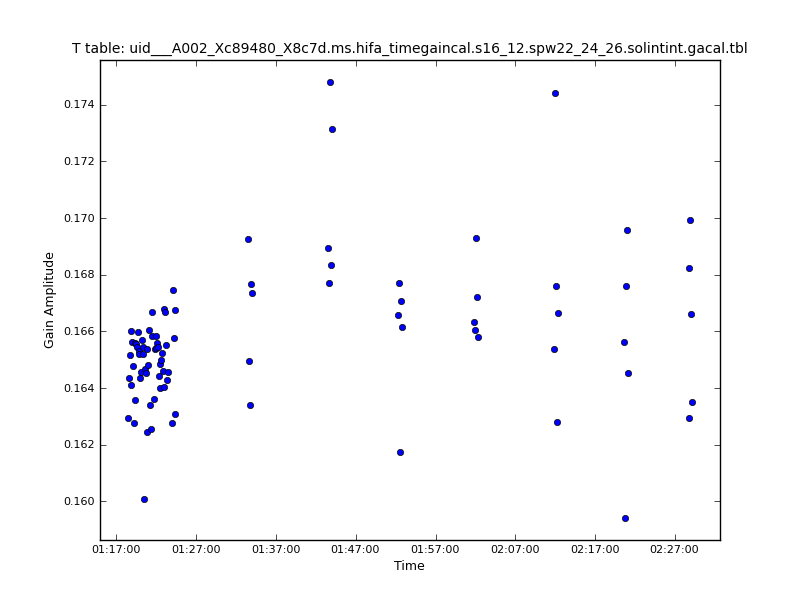 T table: uid___A002_Xc89480_X8c7d.ms.hifa_timegaincal.s16_12.spw22_24_26.solintint.gacal.tbl
0.174
0.172
0.170
0.168
0.166
0.164
0.162
0.160
Gain Amplitude
01:17:00 01:27:00 01:37:00 01:47:00 01:57:00 02:07:00 02:17:00 02:27:00
Time